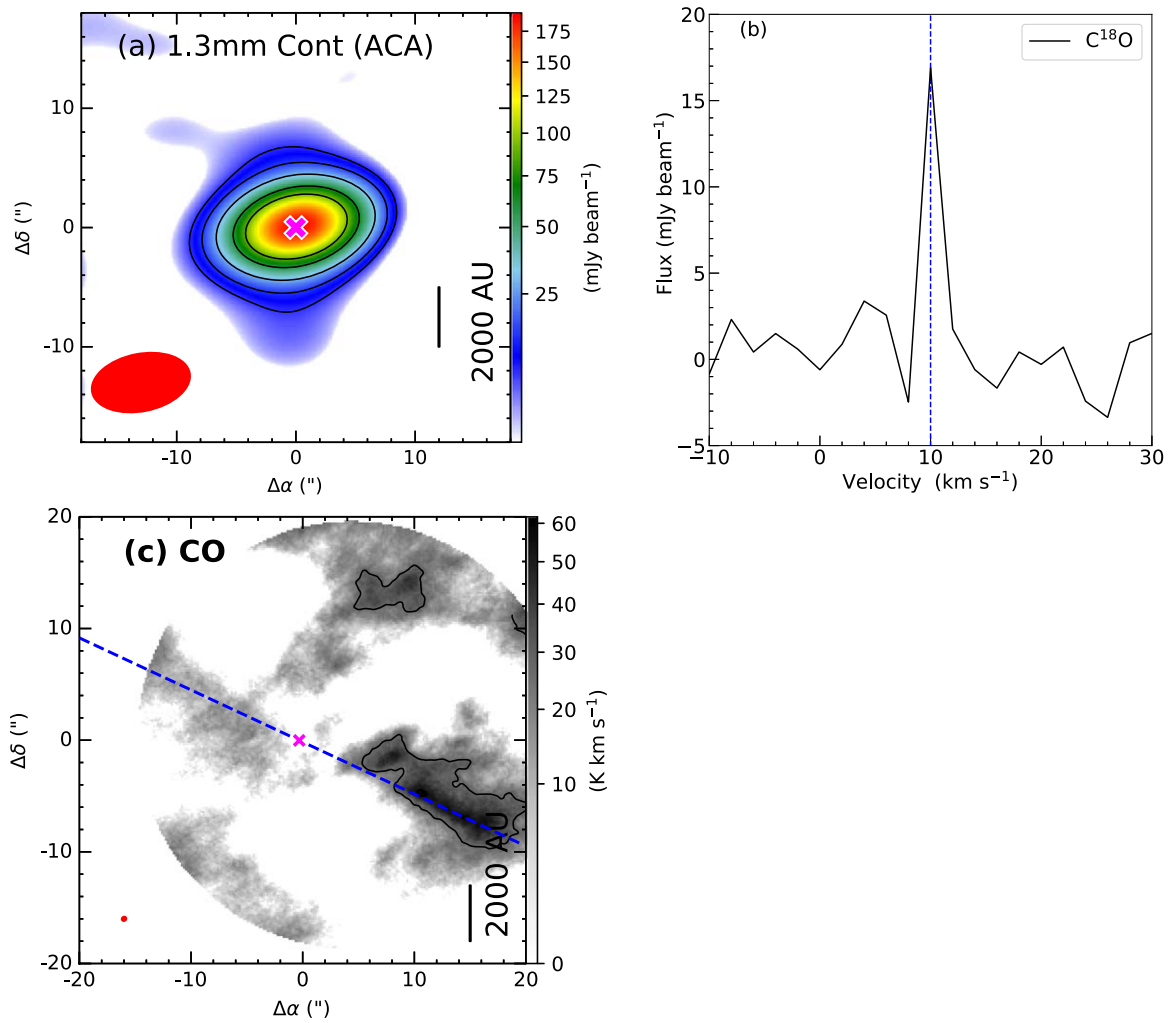 (a) 1.3mm Cont (ACA)
10
0
-10
Δδ (")
-10
0
10
Δα (")
2000 AU
175
150
125
100
75
50
25
(mJy beam⁻¹)
(b)
C¹⁸O
20
15
10
5
0
−5
Flux (mJy beam⁻¹)
−10
0
10
20
30
Velocity (km s⁻¹)
(c) CO
20
10
0
-10
-20
Δδ (")
-20
-10
0
10
20
Δα (")
2000 AU
60
50
40
30
20
10
0
(K km s⁻¹)